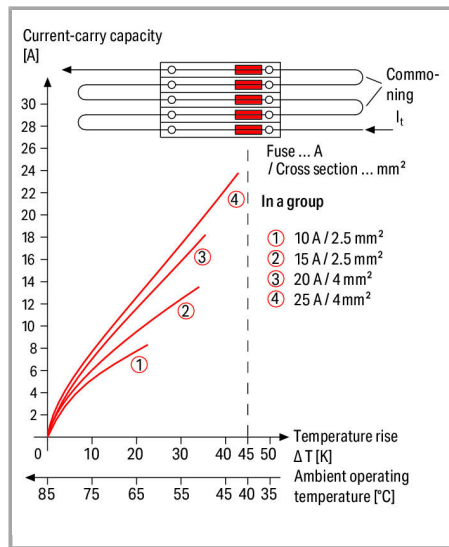 Current-carry capacity
[A]
Commo-
ning
I_t
30
28
26
24
22
20
18
16
14
12
10
8
6
4
2
Fuse ... A
/ Cross section ... mm²
In a group
① 10 A / 2.5 mm²
② 15 A / 2.5 mm²
③ 20 A / 4 mm²
④ 25 A / 4 mm²
④
③
②
①
0 10 20 30 40 45 50
Temperature rise
Δ T [K]
85 75 65 55 45 40 35
Ambient operating
temperature [°C]